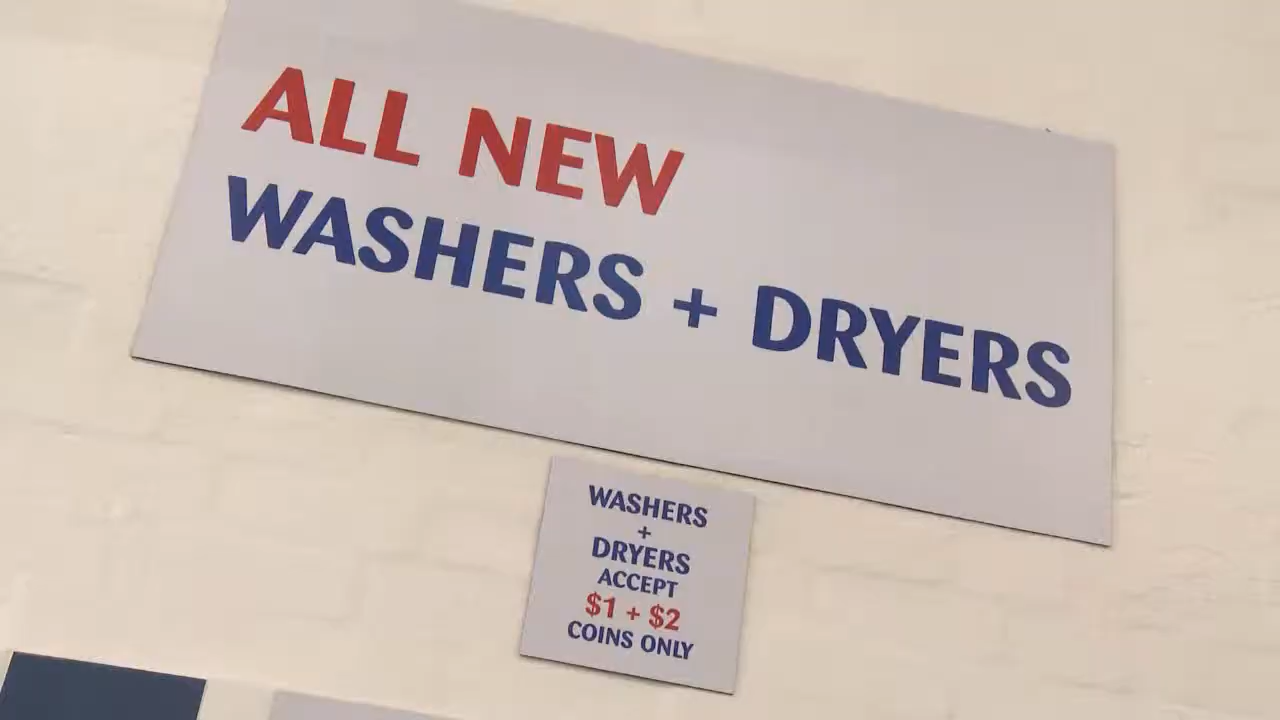 ALL NEW
WASHERS + DRYERS
WASHERS
+
DRYERS
ACCEPT
$1 + $2
COINS ONLY